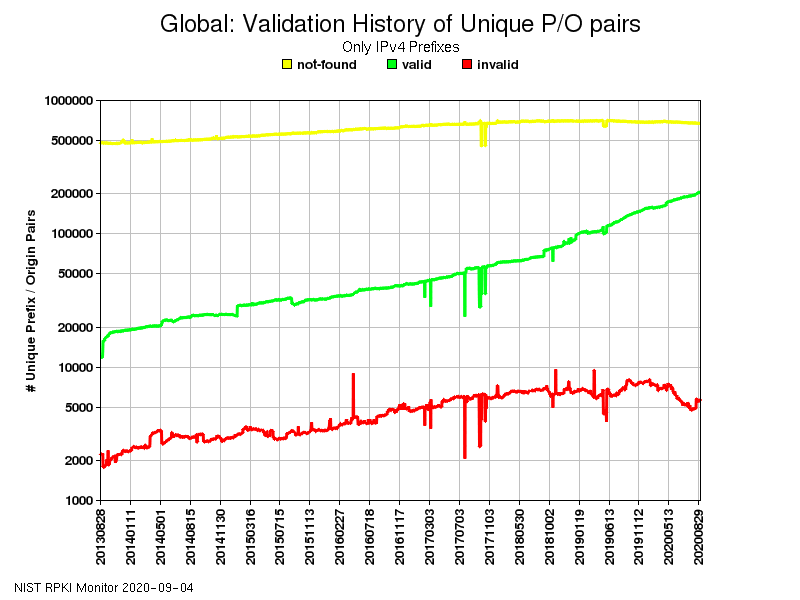 Global: Validation History of Unique P/O pairs
Only IPv4 Prefixes
not-found valid invalid
# Unique Prefix / Origin Pairs
1000000
500000
200000
100000
50000
20000
10000
5000
2000
1000
20130828 20140111 20140501 20140815 20141130 20150316 20150715 20151113 20160227 20160718 20161117 20170303 20170703 20171103 20180530 20181002 20190119 20190613 20200113 20200513 20200829
NIST RPKI Monitor 2020-09-04